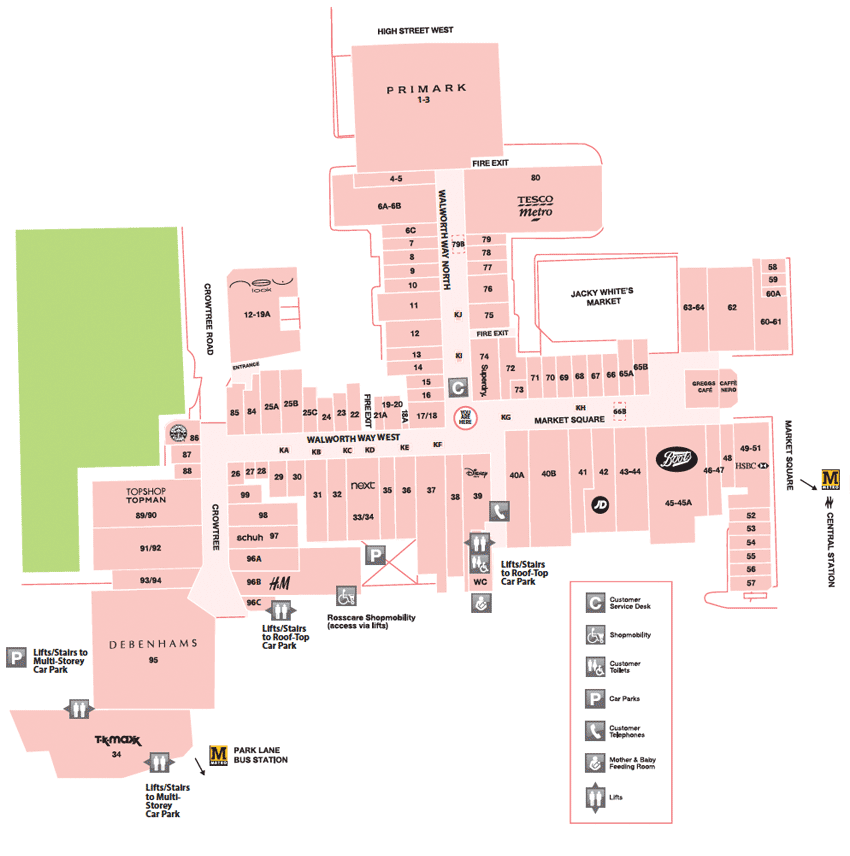 HIGH STREET WEST
PRIMARK
1-3
FIRE EXIT
4-5
80
TESCO
metro
6A-6B
WALWORTH WAY NORTH
6C
7
8
9
10
11
12
13
14
15
16
17/18
79B
79
78
77
76
75
KJ
FIRE EXIT
KI
74
Superdry.
72
73
71
70
69
68
67
66
65A
65B
JACKY WHITE'S
MARKET
63-64
62
58
59
60A
60-61
CROWTREE ROAD
new
look
12-19A
ENTRANCE
85
84
25A
25B
25C
24
23
22
FIRE EXIT
21A
19-20
18A
C
YOU
ARE
HERE
KG
KH
66B
MARKET SQUARE
GREGGS
CAFÉ
CAFFÈ
NERO
86
87
88
WALWORTH WAY WEST
KA
KB
KC
KD
KE
KF
26
27
28
29
30
31
32
next
33/34
35
36
37
38
Disney
39
40A
40B
41
42
JD
43-44
Boots
45-45A
46-47
48
49-51
HSBC
MARKET SQUARE
M
METRO
CENTRAL STATION
52
53
54
55
56
57
TOPSHOP
TOPMAN
89/90
91/92
93/94
CROWTREE
99
98
schuh
97
96A
96B
H&M
96C
P
Rosscare Shopmobility
(access via lifts)
Lifts/Stairs
to Roof-Top
Car Park
WC
Lifts/Stairs
to Roof-Top
Car Park
DEBENHAMS
95
P
Lifts/Stairs to
Multi-Storey
Car Park
T·K·maxx
34
M
METRO
PARK LANE
BUS STATION
Lifts/Stairs
to Multi-
Storey
Car Park
C
Customer
Service Desk
Shopmobility
Customer
Toilets
P
Car Parks
Customer
Telephones
Mother & Baby
Feeding Room
Lifts